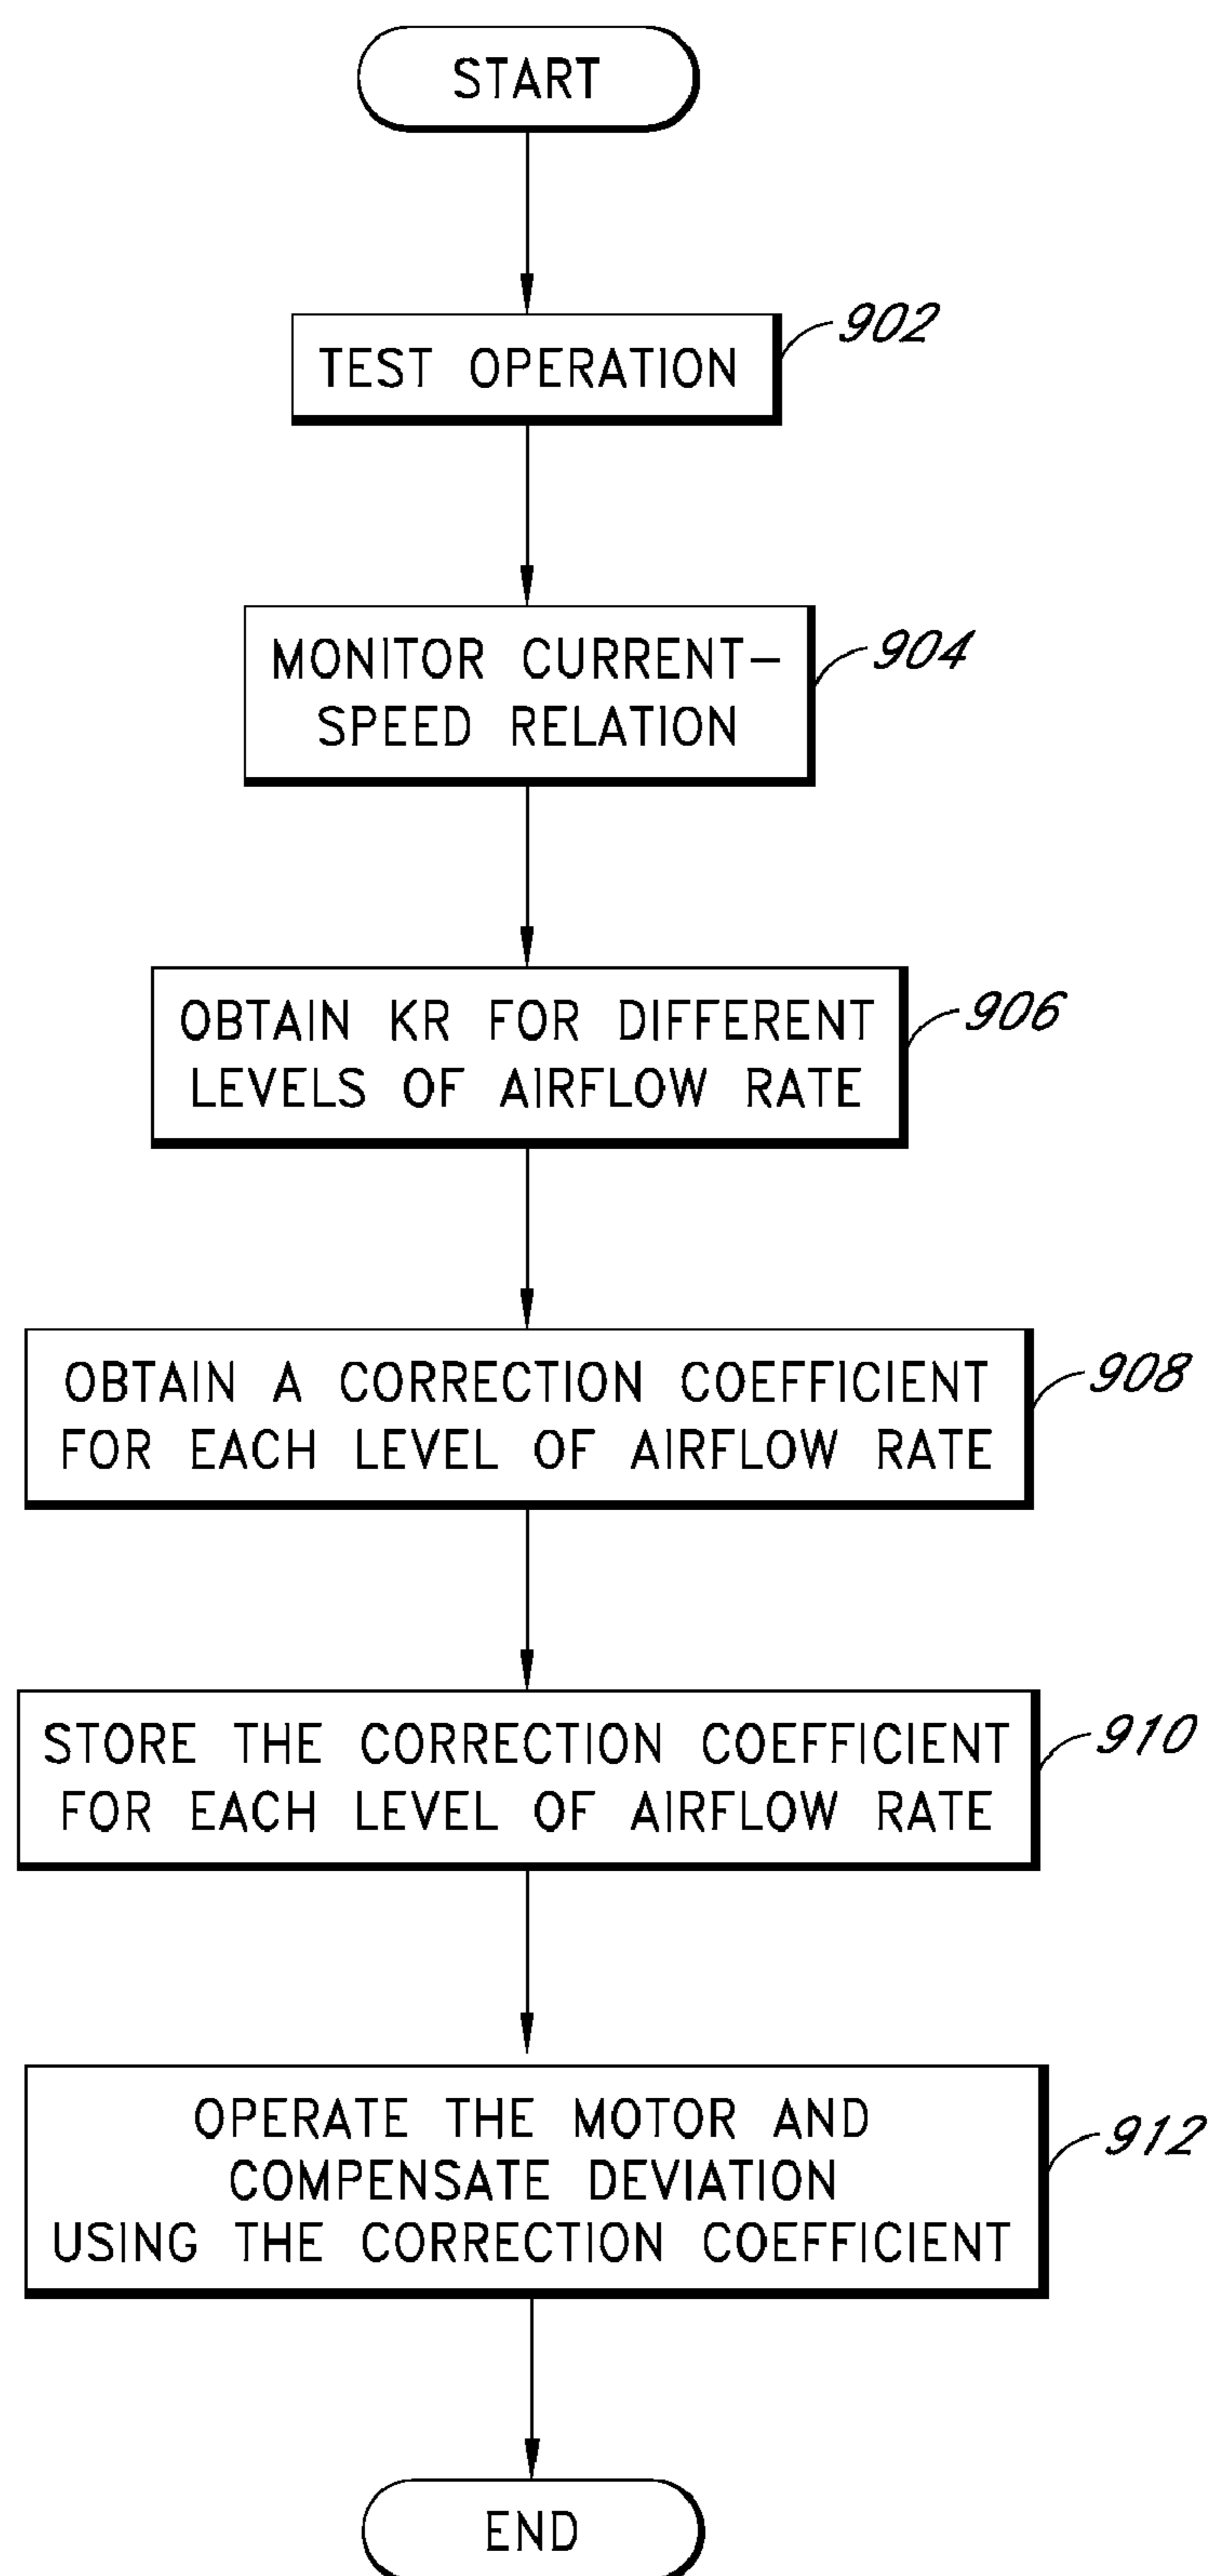 START
TEST OPERATION
902
MONITOR CURRENT-
SPEED RELATION
904
OBTAIN KR FOR DIFFERENT
LEVELS OF AIRFLOW RATE
906
OBTAIN A CORRECTION COEFFICIENT
FOR EACH LEVEL OF AIRFLOW RATE
908
STORE THE CORRECTION COEFFICIENT
FOR EACH LEVEL OF AIRFLOW RATE
910
OPERATE THE MOTOR AND
COMPENSATE DEVIATION
USING THE CORRECTION COEFFICIENT
912
END